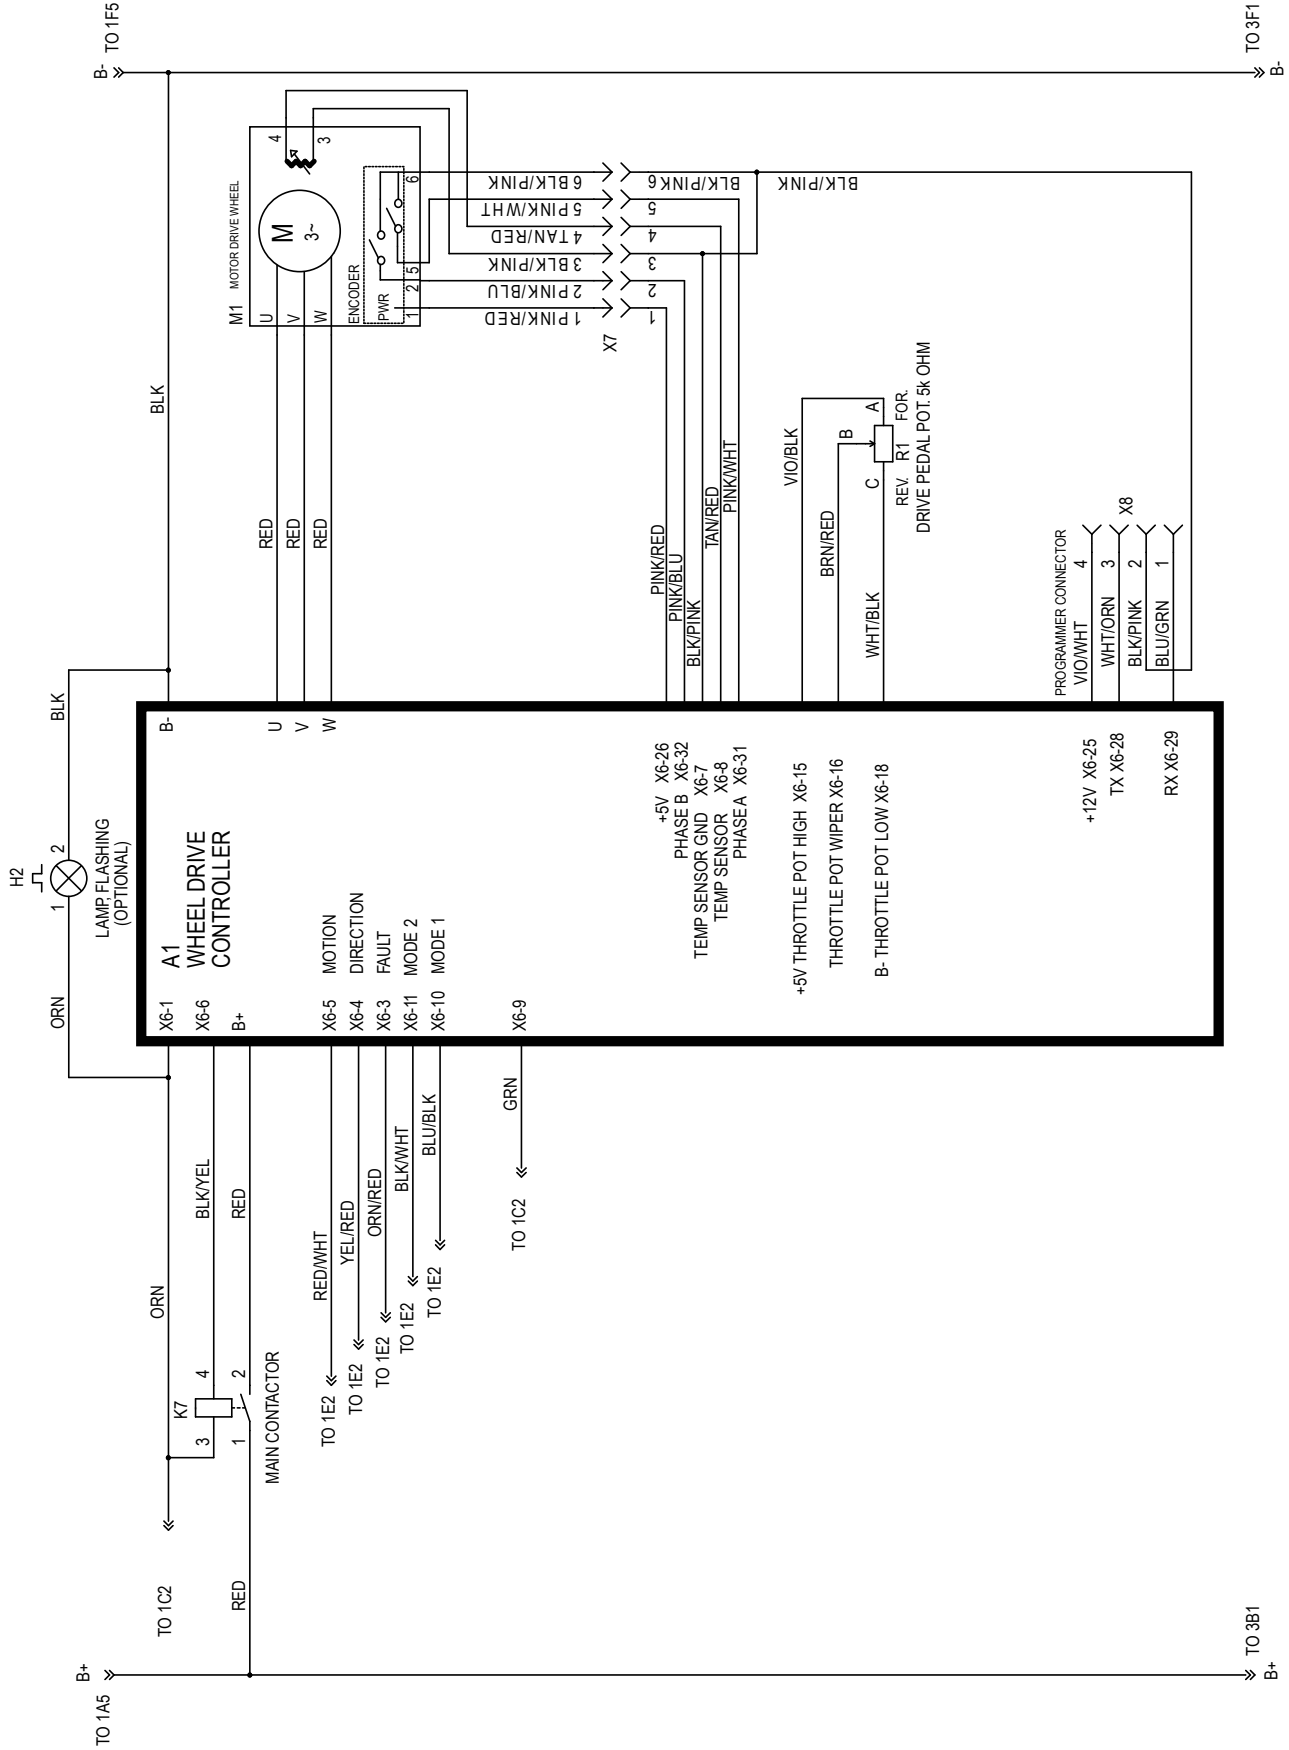 B+
TO 1A5
B+
TO 3B1
TO 1C2
RED
ORN
K7
3
4
1
2
MAIN CONTACTOR
BLK/YEL
RED
RED/WHT
YEL/RED
ORN/RED
BLK/WHT
BLU/BLK
GRN
TO 1E2
TO 1E2
TO 1E2
TO 1E2
TO 1E2
TO 1C2
ORN
H2
1
2
LAMP, FLASHING
(OPTIONAL)
BLK
A1
WHEEL DRIVE
CONTROLLER
X6-1
X6-6
B+
X6-5 MOTION
X6-4 DIRECTION
X6-3 FAULT
X6-11 MODE 2
X6-10 MODE 1
X6-9
B-
U
V
W
+5V X6-26
PHASE B X6-32
TEMP SENSOR GND X6-7
TEMP SENSOR X6-8
PHASE A X6-31
+5V THROTTLE POT HIGH X6-15
THROTTLE POT WIPER X6-16
B- THROTTLE POT LOW X6-18
+12V X6-25
TX X6-28
RX X6-29
BLK
RED
RED
RED
PINK/RED
PINK/BLU
BLK/PINK
TAN/RED
PINK/WHT
VIO/BLK
BRN/RED
WHT/BLK
A
B
C
REV. R1 FOR.
DRIVE PEDAL POT. 5k OHM
PROGRAMMER CONNECTOR
VIO/WHT 4
WHT/ORN 3
BLK/PINK 2
BLU/GRN 1
X8
M1 MOTOR DRIVE WHEEL
U
V
W
M
3~
4
3
ENCODER
PWR
1
2
5
6
6 BLK/PINK
5 PINK/WHT
4 TAN/RED
3 BLK/PINK
2 PINK/BLU
1 PINK/RED
X7
6 BLK/PINK
5
4
3
2
1
BLK/PINK
B-
TO 1F5
TO 3F1
B-